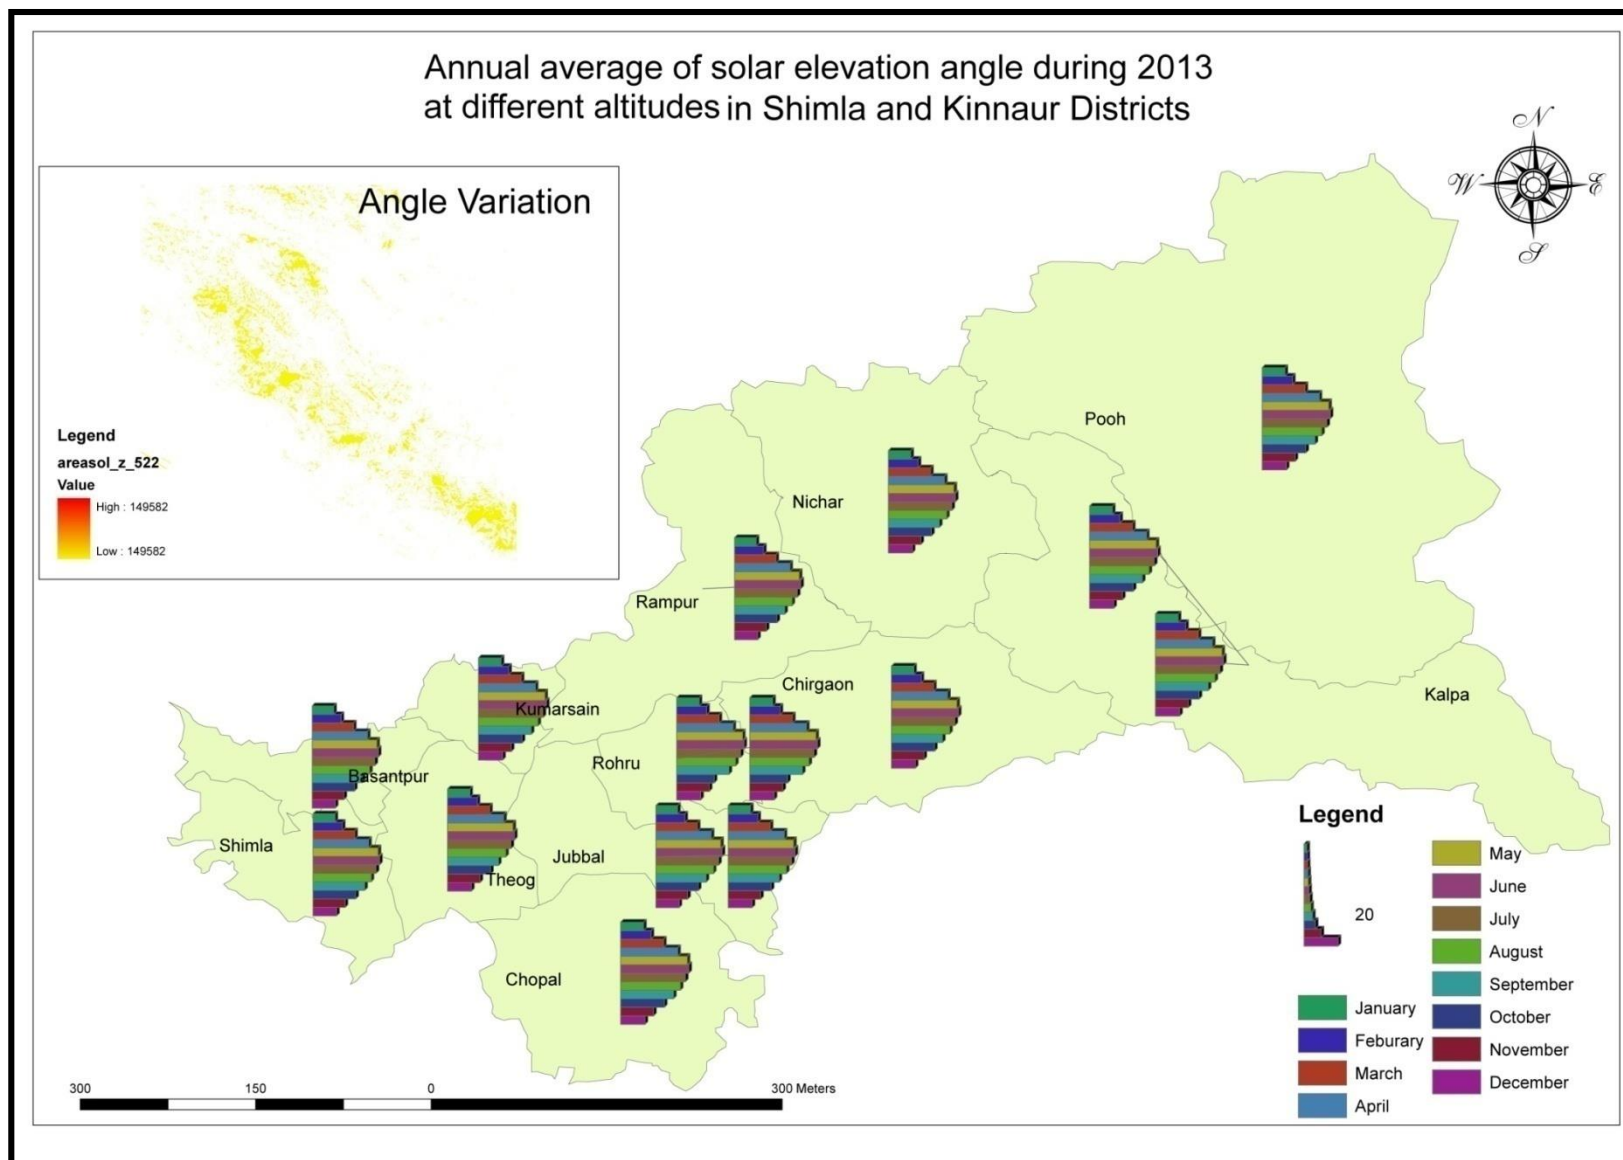 Annual average of solar elevation angle during 2013
at different altitudes in Shimla and Kinnaur Districts
N
W
E
S
Angle Variation
Legend
areasol_z_522
Value
High : 149582
Low : 149582
Pooh
Nichar
Rampur
Chirgaon
Kalpa
Kumarsain
Rohru
Basantpur
Shimla
Jubbal
Theog
Chopal
Legend
20
January
Feburary
March
April
May
June
July
August
September
October
November
December
300 150 0 300 Meters